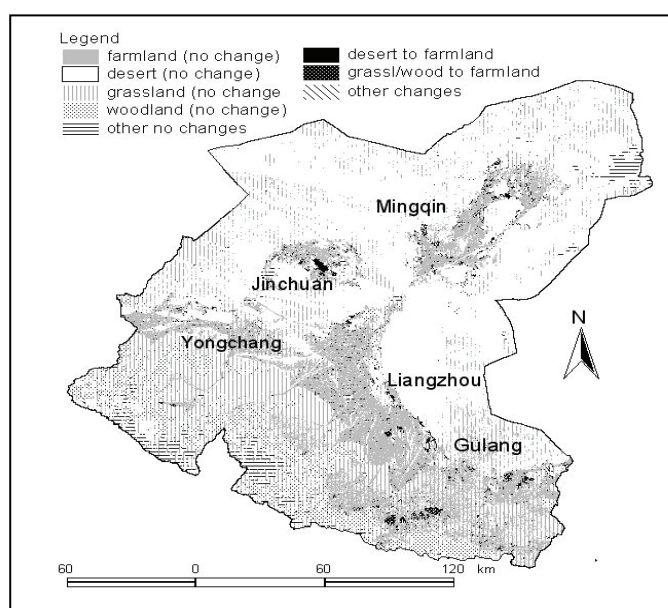 Legend
farmland (no change)
desert (no change)
grassland (no change
woodland (no change)
other no changes
desert to farmland
grassl/wood to farmland
other changes
Mingqin
Jinchuan
Yongchang
Liangzhou
Gulang
N
60 0 60 120 km